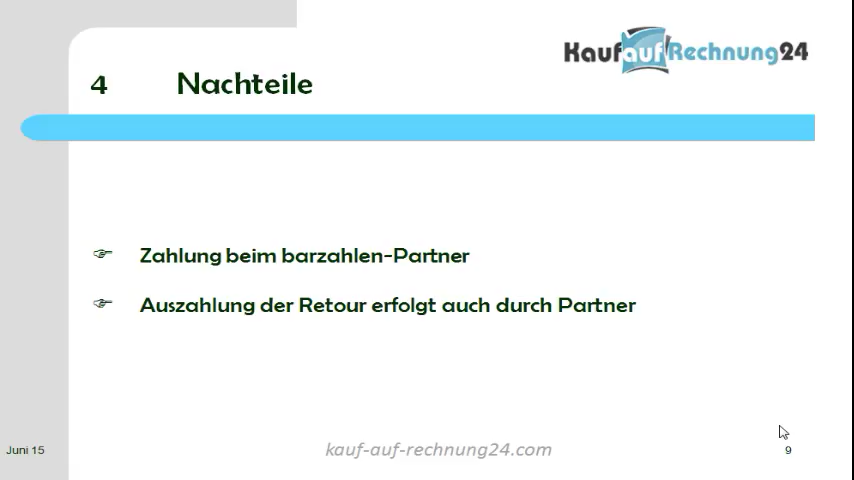 KaufaufRechnung24
4 Nachteile
☞ Zahlung beim barzahlen-Partner
☞ Auszahlung der Retour erfolgt auch durch Partner
Juni 15 kauf-auf-rechnung24.com 9